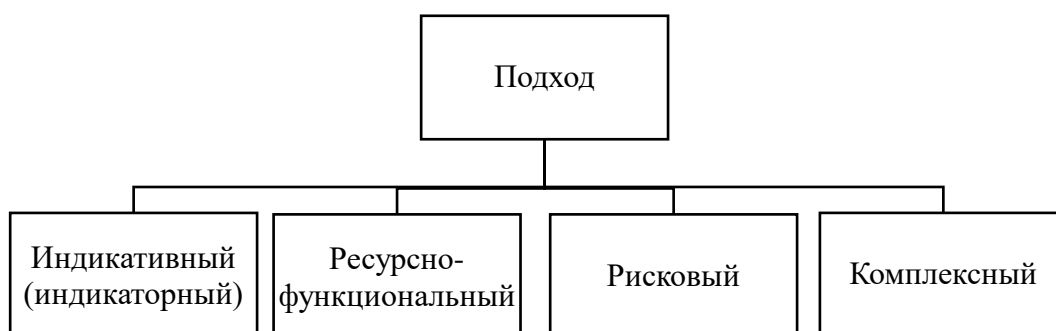 Подход
Индикативный
(индикаторный)
Ресурсно-
функциональный
Рисковый
Комплексный